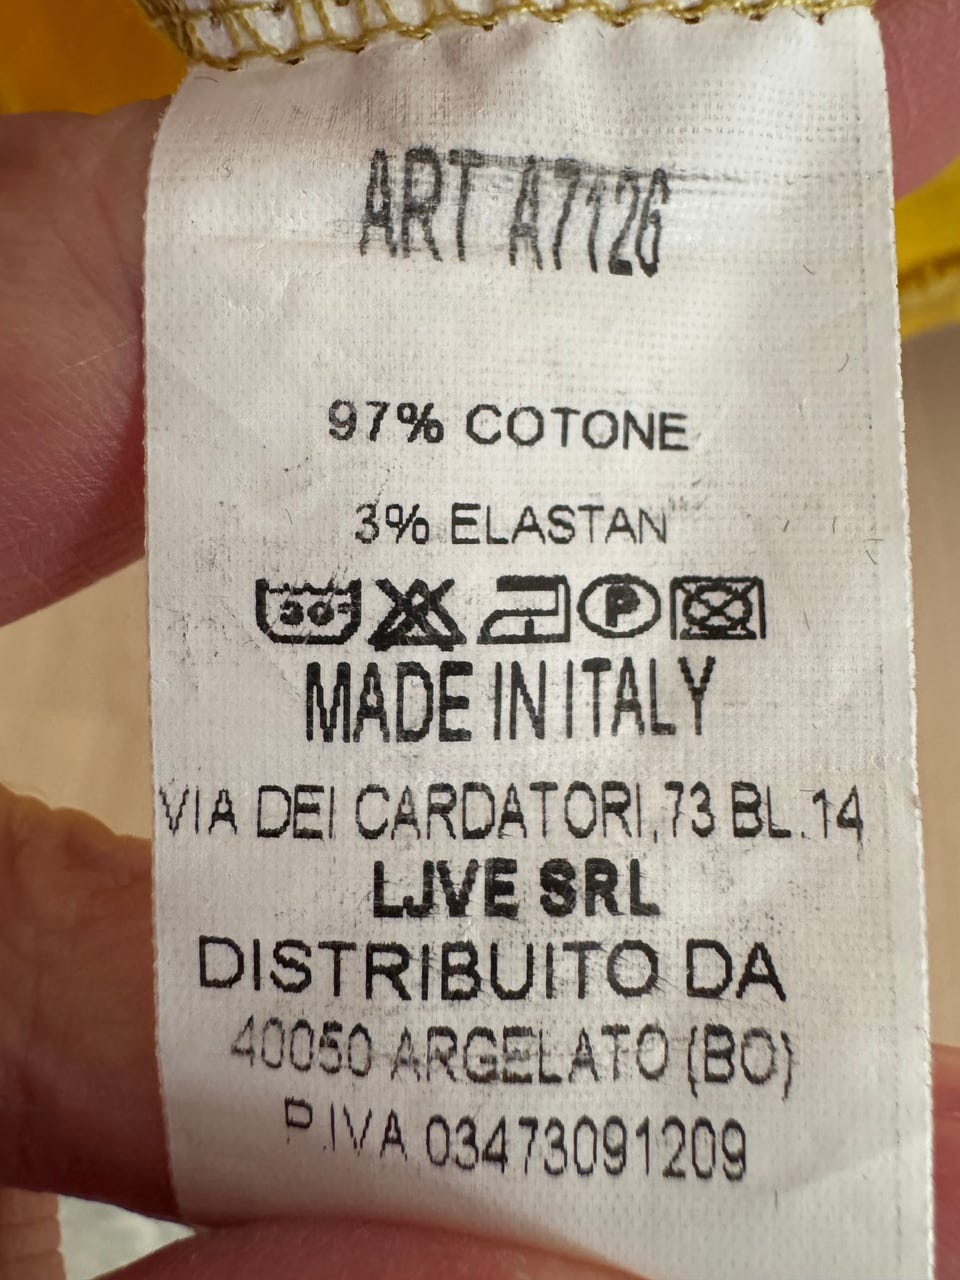 ART A7126
97% COTONE
3% ELASTAN
30° P
MADE IN ITALY
VIA DEI CARDATORI,73 BL.14
LJVE SRL
DISTRIBUITO DA
40050 ARGELATO (BO)
P.IVA 03473091209